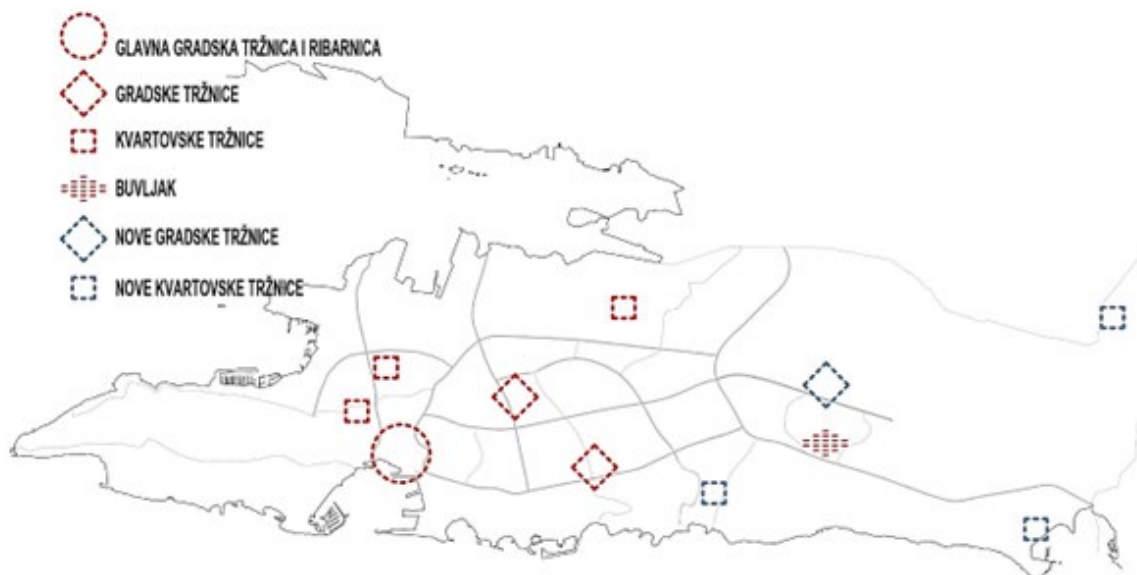 GLAVNA GRADSKA TRŽNICA I RIBARNICA
GRADSKE TRŽNICE
KVARTOVSKE TRŽNICE
BUVLJAK
NOVE GRADSKE TRŽNICE
NOVE KVARTOVSKE TRŽNICE